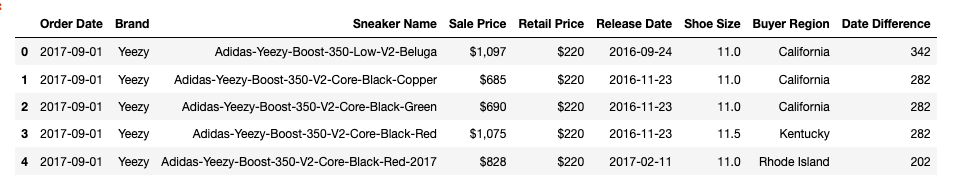 Order Date Brand Sneaker Name Sale Price Retail Price Release Date Shoe Size Buyer Region Date Difference
0 2017-09-01 Yeezy Adidas-Yeezy-Boost-350-Low-V2-Beluga $1,097 $220 2016-09-24 11.0 California 342
1 2017-09-01 Yeezy Adidas-Yeezy-Boost-350-V2-Core-Black-Copper $685 $220 2016-11-23 11.0 California 282
2 2017-09-01 Yeezy Adidas-Yeezy-Boost-350-V2-Core-Black-Green $690 $220 2016-11-23 11.0 California 282
3 2017-09-01 Yeezy Adidas-Yeezy-Boost-350-V2-Core-Black-Red $1,075 $220 2016-11-23 11.5 Kentucky 282
4 2017-09-01 Yeezy Adidas-Yeezy-Boost-350-V2-Core-Black-Red-2017 $828 $220 2017-02-11 11.0 Rhode Island 202